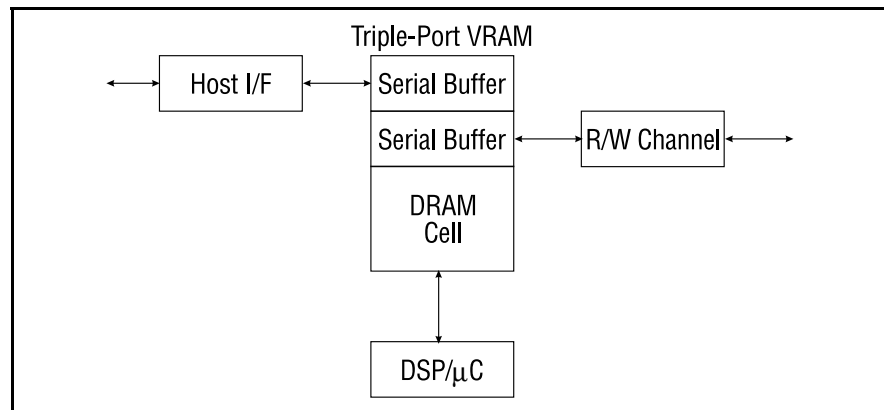 Triple-Port VRAM
Host I/F
Serial Buffer
Serial Buffer
R/W Channel
DRAM
Cell
DSP/μC